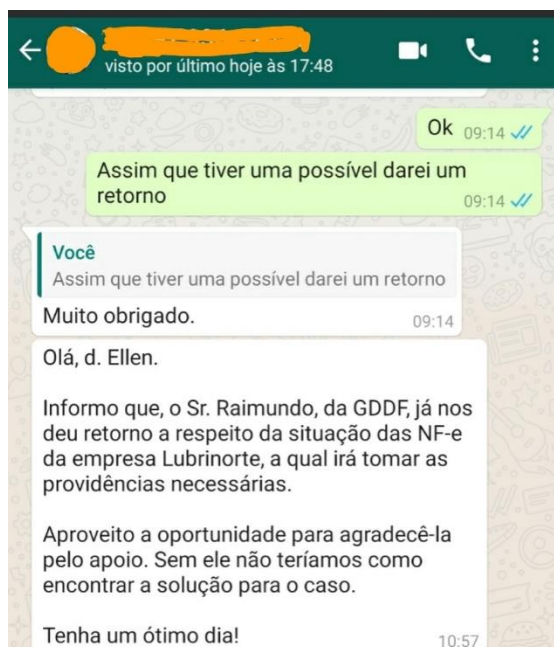 visto por último hoje às 17:48
Ok 09:14
Assim que tiver uma possível darei um
retorno
09:14
Você
Assim que tiver uma possível darei um retorno
Muito obrigado.
09:14
Olá, d. Ellen.
Informo que, o Sr. Raimundo, da GDDF, já nos
deu retorno a respeito da situação das NF-e
da empresa Lubrinorte, a qual irá tomar as
providências necessárias.
Aproveito a oportunidade para agradecê-la
pelo apoio. Sem ele não teríamos como
encontrar a solução para o caso.
Tenha um ótimo dia!
10:57